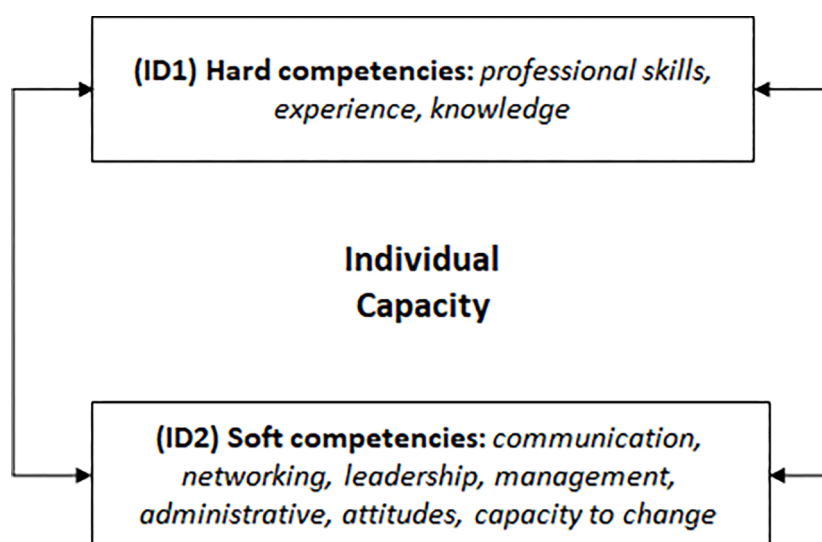 (ID1) Hard competencies: professional skills,
experience, knowledge
Individual
Capacity
(ID2) Soft competencies: communication,
networking, leadership, management,
administrative, attitudes, capacity to change